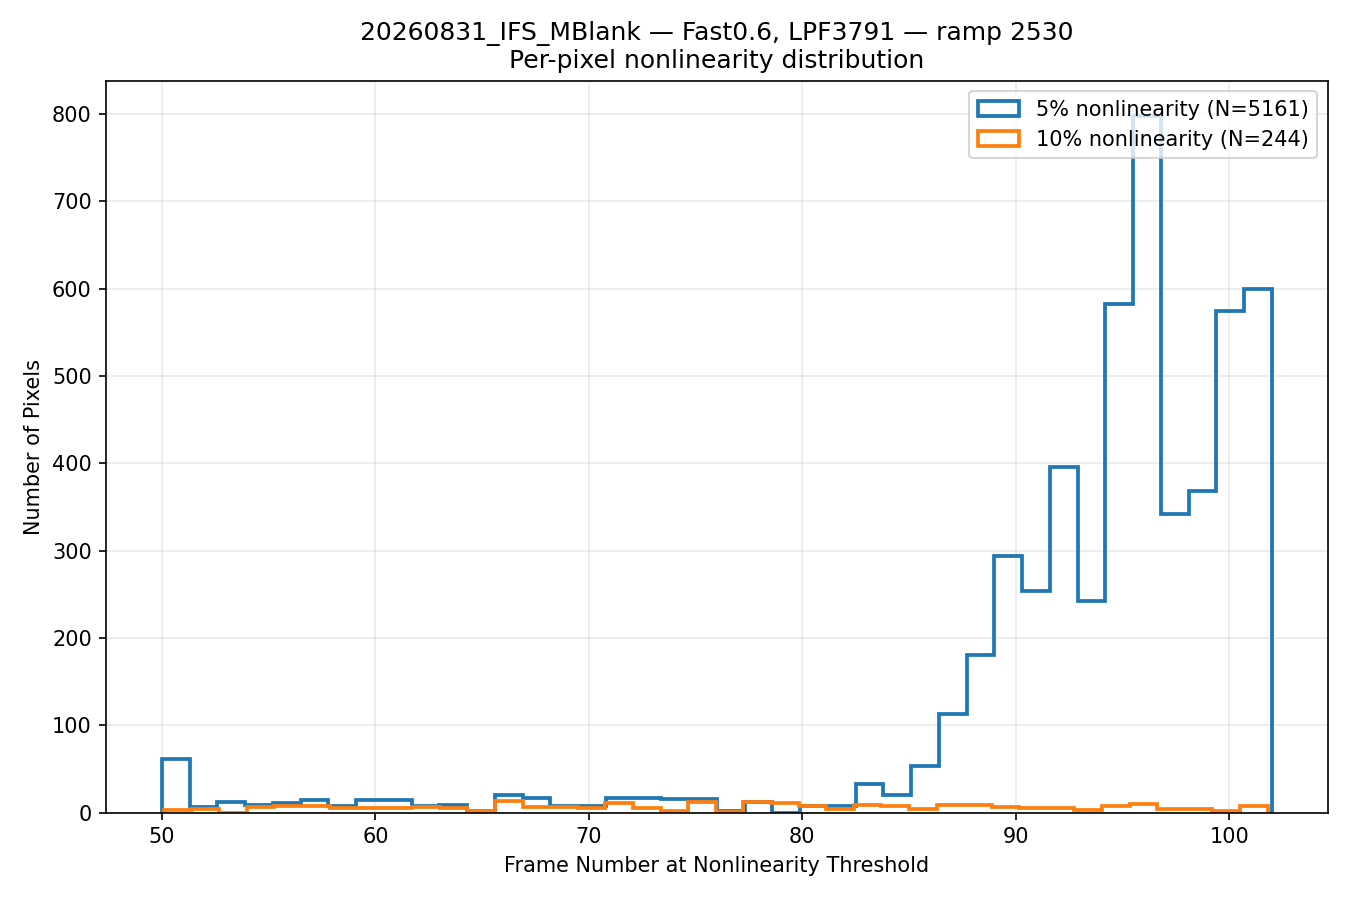 20260831_IFS_MBlank — Fast0.6, LPF3791 — ramp 2530
Per-pixel nonlinearity distribution
5% nonlinearity (N=5161)
10% nonlinearity (N=244)
Number of Pixels
800
700
600
500
400
300
200
100
0
50 60 70 80 90 100
Frame Number at Nonlinearity Threshold